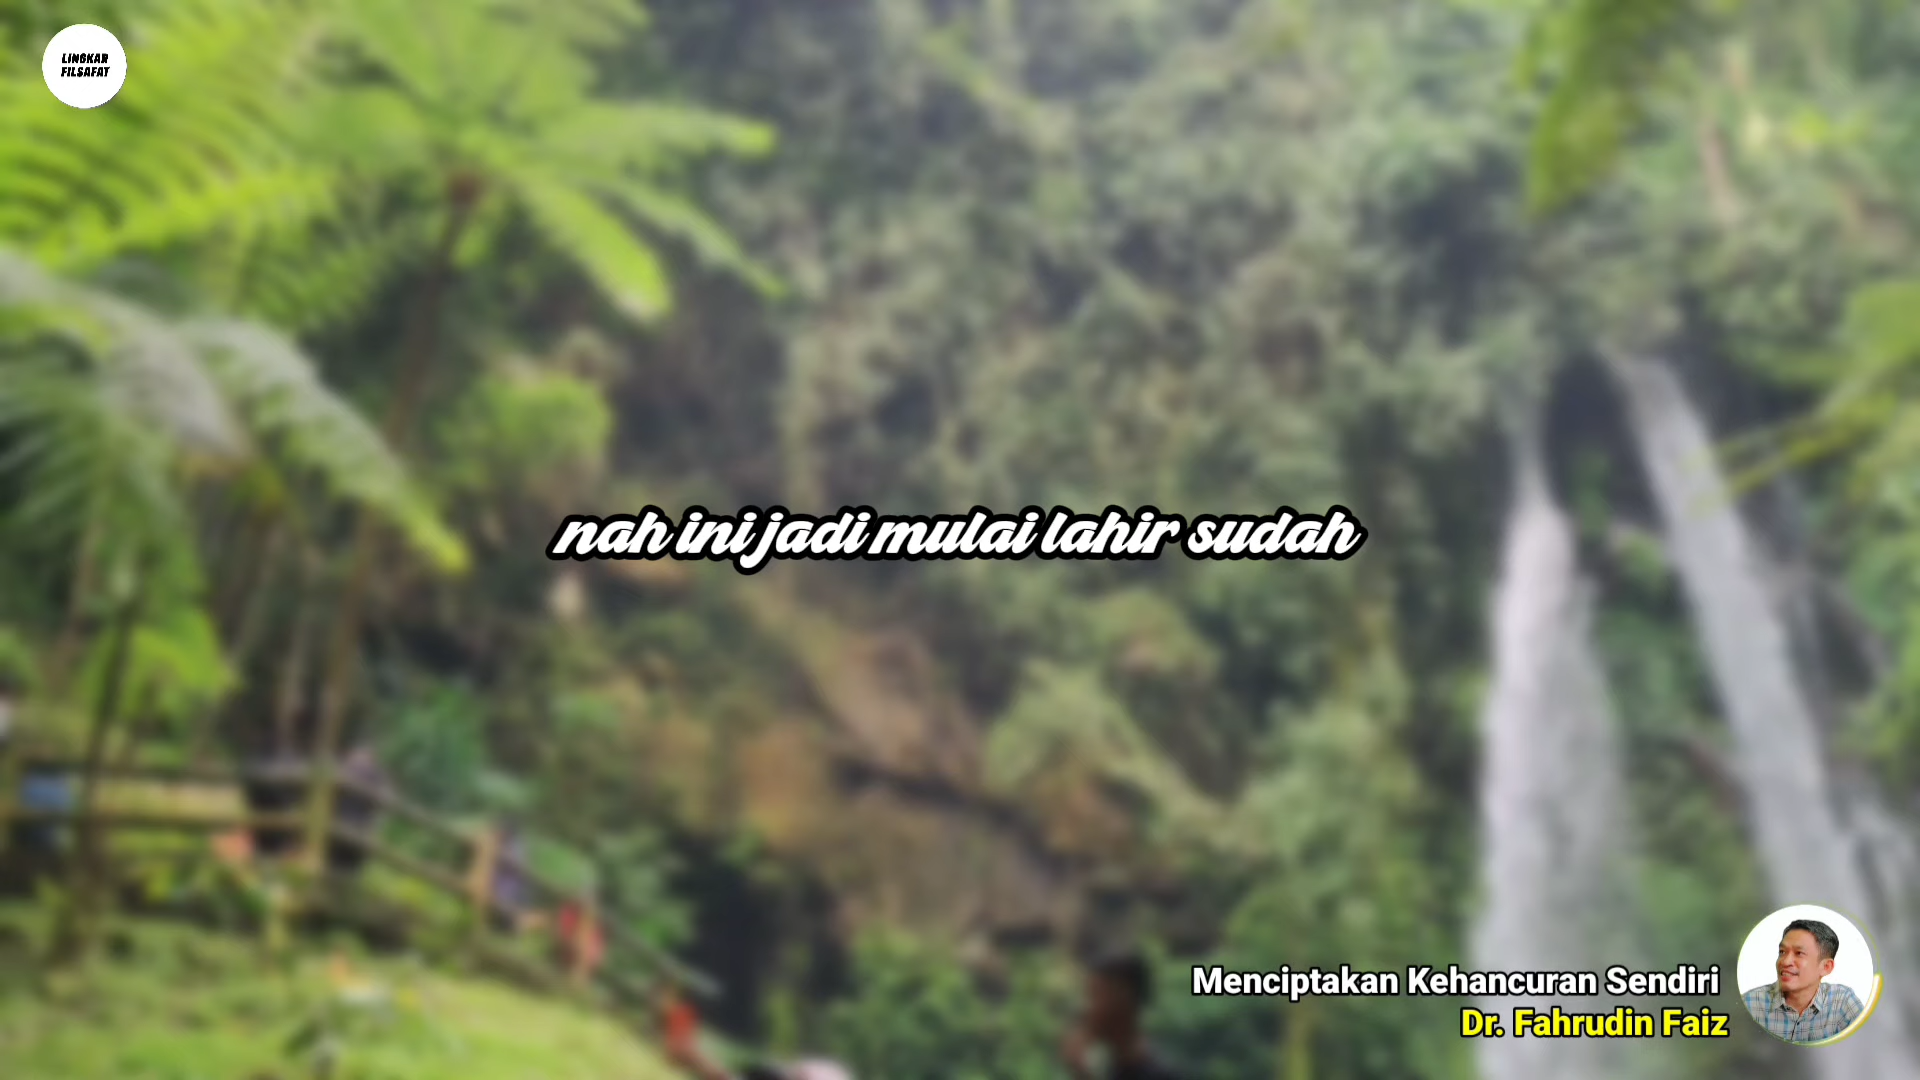 LINGKAR
FILSAFAT
nah ini jadi mulai lahir sudah
Menciptakan Kehancuran Sendiri
Dr. Fahrudin Faiz